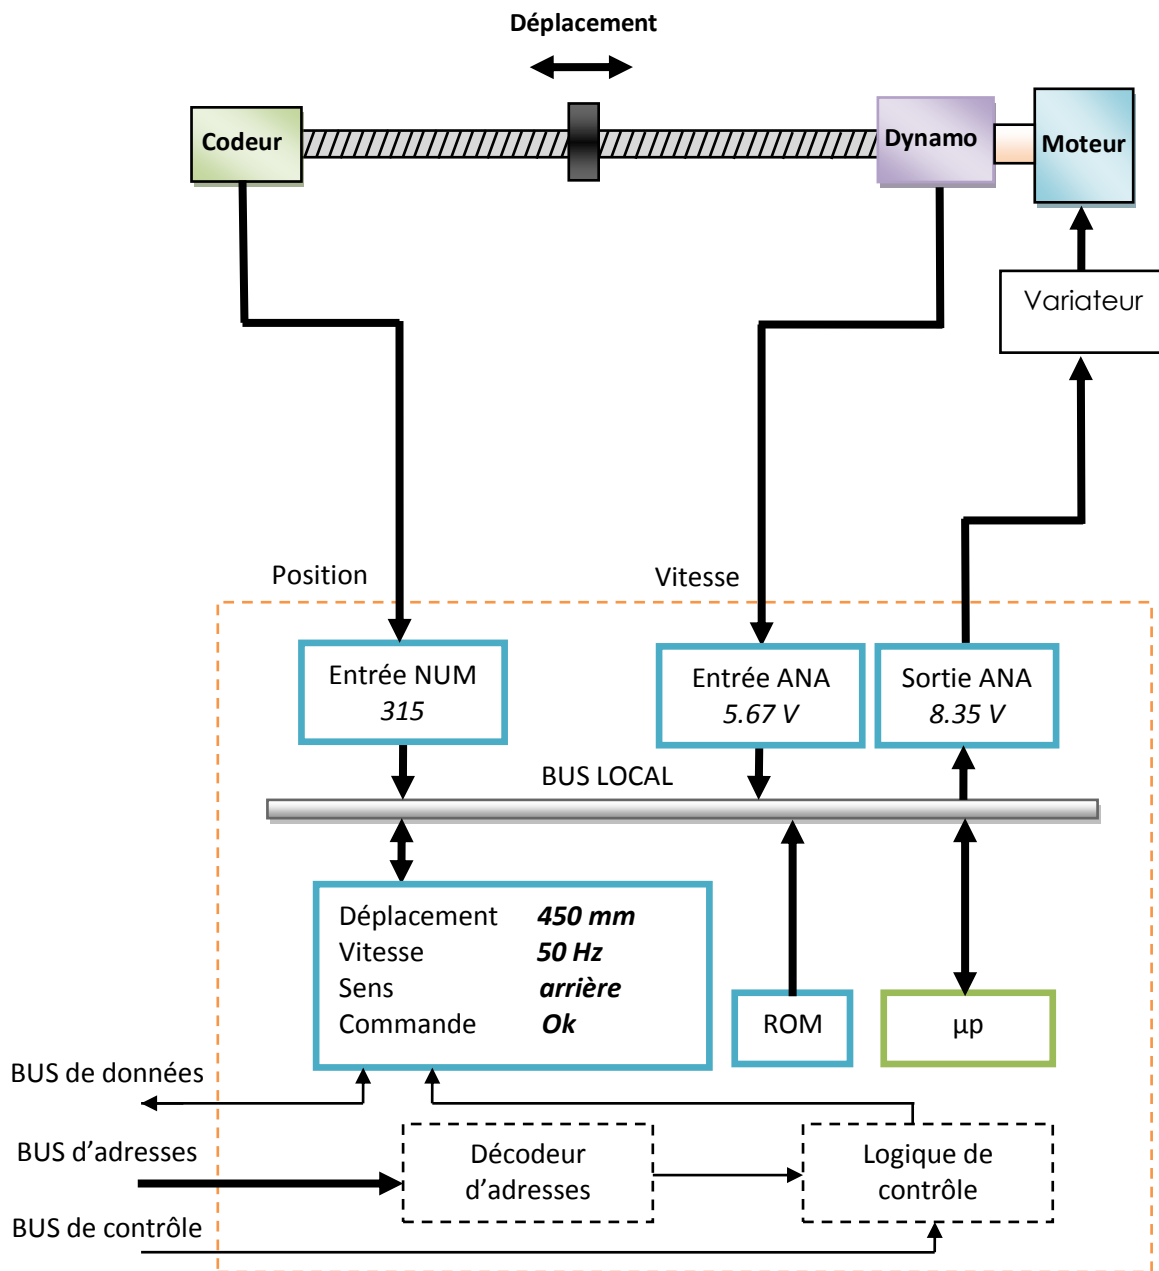 Déplacement
Codeur
Dynamo
Moteur
Variateur
Position
Vitesse
Entrée NUM
315
Entrée ANA
5.67 V
Sortie ANA
8.35 V
BUS LOCAL
Déplacement 450 mm
Vitesse 50 Hz
Sens arrière
Commande Ok
ROM
µp
BUS de données
BUS d’adresses
Décodeur
d’adresses
Logique de
contrôle
BUS de contrôle